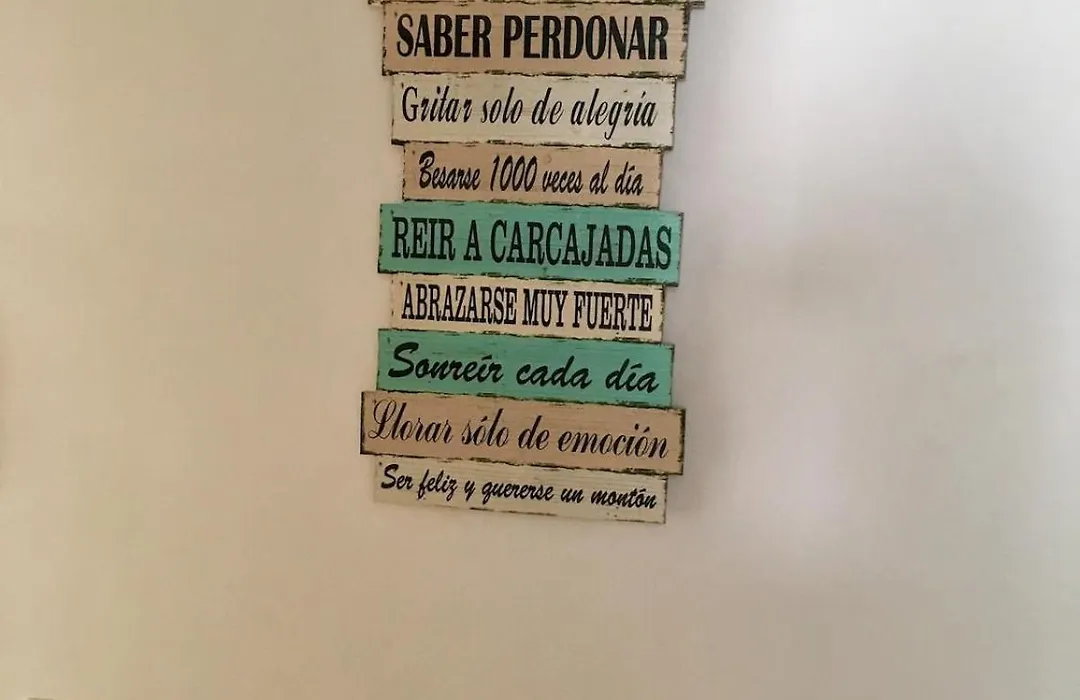 SABER PERDONAR
Gritar solo de alegría
Besarse 1000 veces al día
REIR A CARCAJADAS
ABRAZARSE MUY FUERTE
Sonreír cada día
Llorar sólo de emoción
Ser feliz y quererse un montón